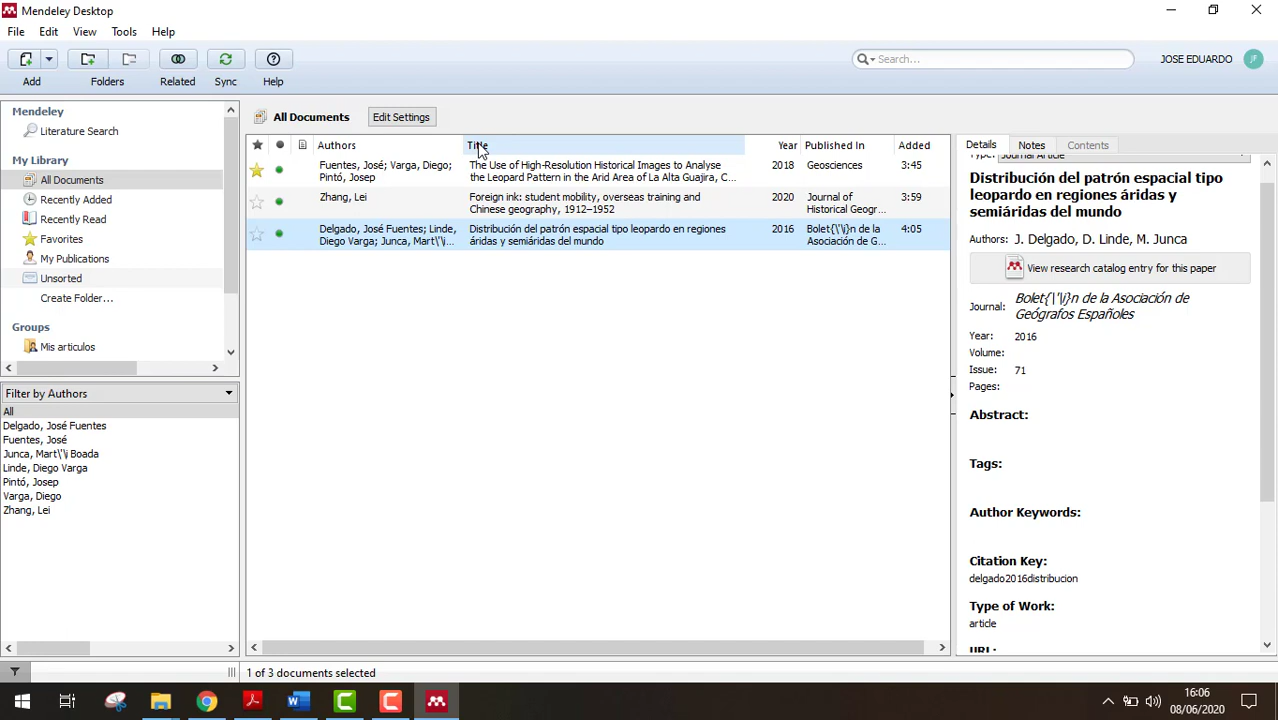 Mendeley Desktop
File Edit View Tools Help
Add Folders Related Sync Help
Search...
JOSE EDUARDO JF
Mendeley
Literature Search
My Library
All Documents
Recently Added
Recently Read
Favorites
My Publications
Unsorted
Create Folder...
Groups
Mis articulos
Filter by Authors
All
Delgado, José Fuentes
Fuentes, José
Junca, Mart\'\i Boada
Linde, Diego Varga
Pintó, Josep
Varga, Diego
Zhang, Lei
All Documents Edit Settings
Authors Title Year Published In Added
Fuentes, José; Varga, Diego; The Use of High-Resolution Historical Images to Analyse 2018 Geosciences 3:45
Pintó, Josep the Leopard Pattern in the Arid Area of La Alta Guajira, C...
Zhang, Lei Foreign ink: student mobility, overseas training and 2020 Journal of 3:59
Chinese geography, 1912–1952 Historical Geogr...
Delgado, José Fuentes; Linde, Distribución del patrón espacial tipo leopardo en regiones 2016 Bolet{\'\i}n de la 4:05
Diego Varga; Junca, Mart\'\i... áridas y semiáridas del mundo Asociación de G...
1 of 3 documents selected
Details Notes Contents
Type: Journal Article
Distribución del patrón espacial tipo
leopardo en regiones áridas y
semiáridas del mundo
Authors: J. Delgado, D. Linde, M. Junca
View research catalog entry for this paper
Journal: Bolet{\'\i}n de la Asociación de
Geógrafos Españoles
Year: 2016
Volume:
Issue: 71
Pages:
Abstract:
Tags:
Author Keywords:
Citation Key:
delgado2016distribucion
Type of Work:
article
URL:
16:06
08/06/2020